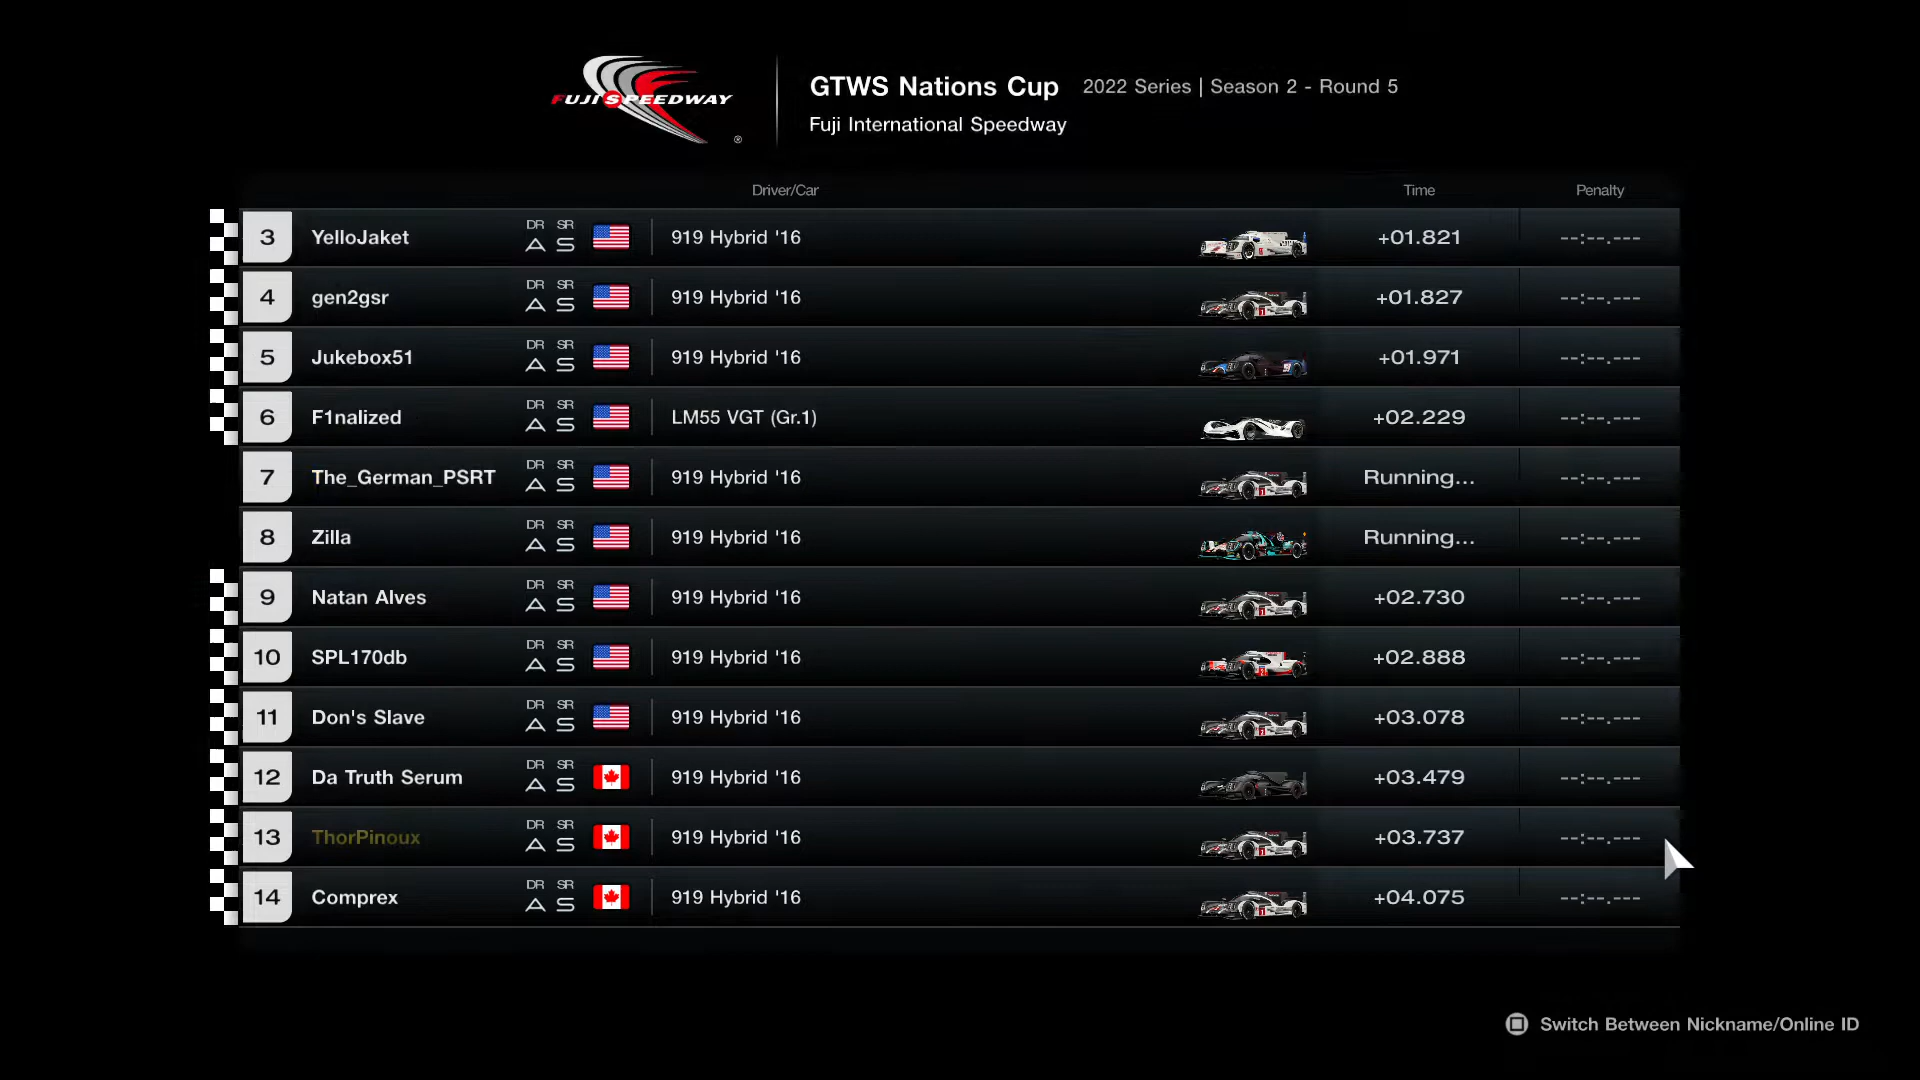 FUJI SPEEDWAY ®
GTWS Nations Cup 2022 Series | Season 2 - Round 5
Fuji International Speedway
Driver/Car Time Penalty
3 YelloJaket DR A SR S 919 Hybrid '16 +01.821 --:--.---
4 gen2gsr DR A SR S 919 Hybrid '16 +01.827 --:--.---
5 Jukebox51 DR A SR S 919 Hybrid '16 +01.971 --:--.---
6 F1nalized DR A SR S LM55 VGT (Gr.1) +02.229 --:--.---
7 The_German_PSRT DR A SR S 919 Hybrid '16 Running... --:--.---
8 Zilla DR A SR S 919 Hybrid '16 Running... --:--.---
9 Natan Alves DR A SR S 919 Hybrid '16 +02.730 --:--.---
10 SPL170db DR A SR S 919 Hybrid '16 +02.888 --:--.---
11 Don's Slave DR A SR S 919 Hybrid '16 +03.078 --:--.---
12 Da Truth Serum DR A SR S 919 Hybrid '16 +03.479 --:--.---
13 ThorPinoux DR A SR S 919 Hybrid '16 +03.737 --:--.---
14 Comprex DR A SR S 919 Hybrid '16 +04.075 --:--.---
Switch Between Nickname/Online ID